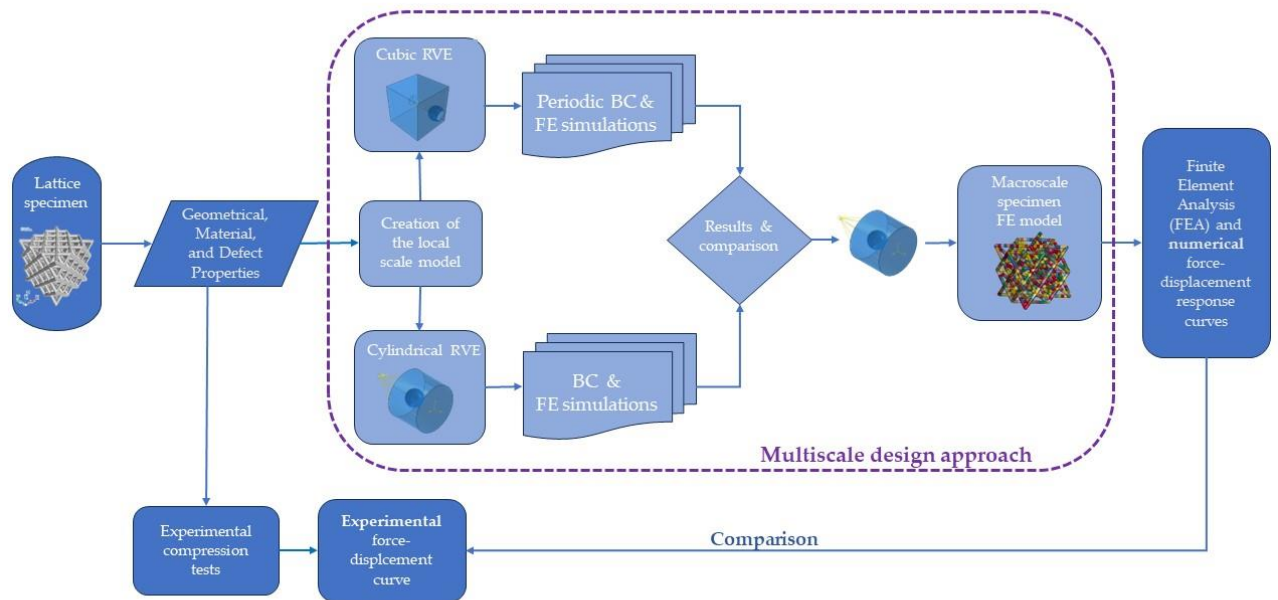 Cubic RVE
Periodic BC &
FE simulations
Lattice
specimen
Geometrical,
Material,
and Defect
Properties
Creation of
the local
scale model
Results &
comparison
Macroscale
specimen
FE model
Finite
Element
Analysis
(FEA) and
numerical
force-
displacement
response
curves
Cylindrical RVE
BC &
FE simulations
Multiscale design approach
Experimental
compression
tests
Experimental
force-
displcement
curve
Comparison